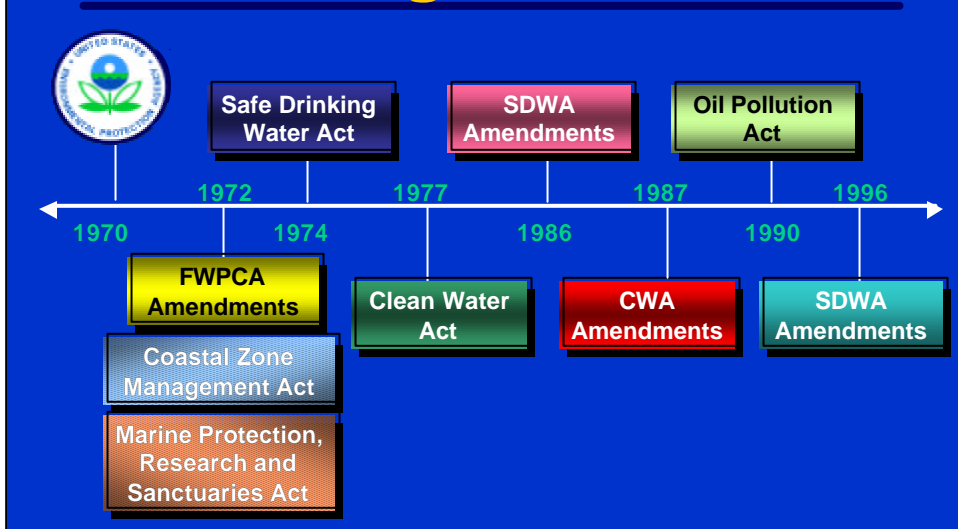 UNITED STATES
ENVIRONMENTAL PROTECTION AGENCY
Safe Drinking
Water Act
SDWA
Amendments
Oil Pollution
Act
1972
1977
1987
1996
1970
1974
1986
1990
FWPCA
Amendments
Clean Water
Act
CWA
Amendments
SDWA
Amendments
Coastal Zone
Management Act
Marine Protection,
Research and
Sanctuaries Act